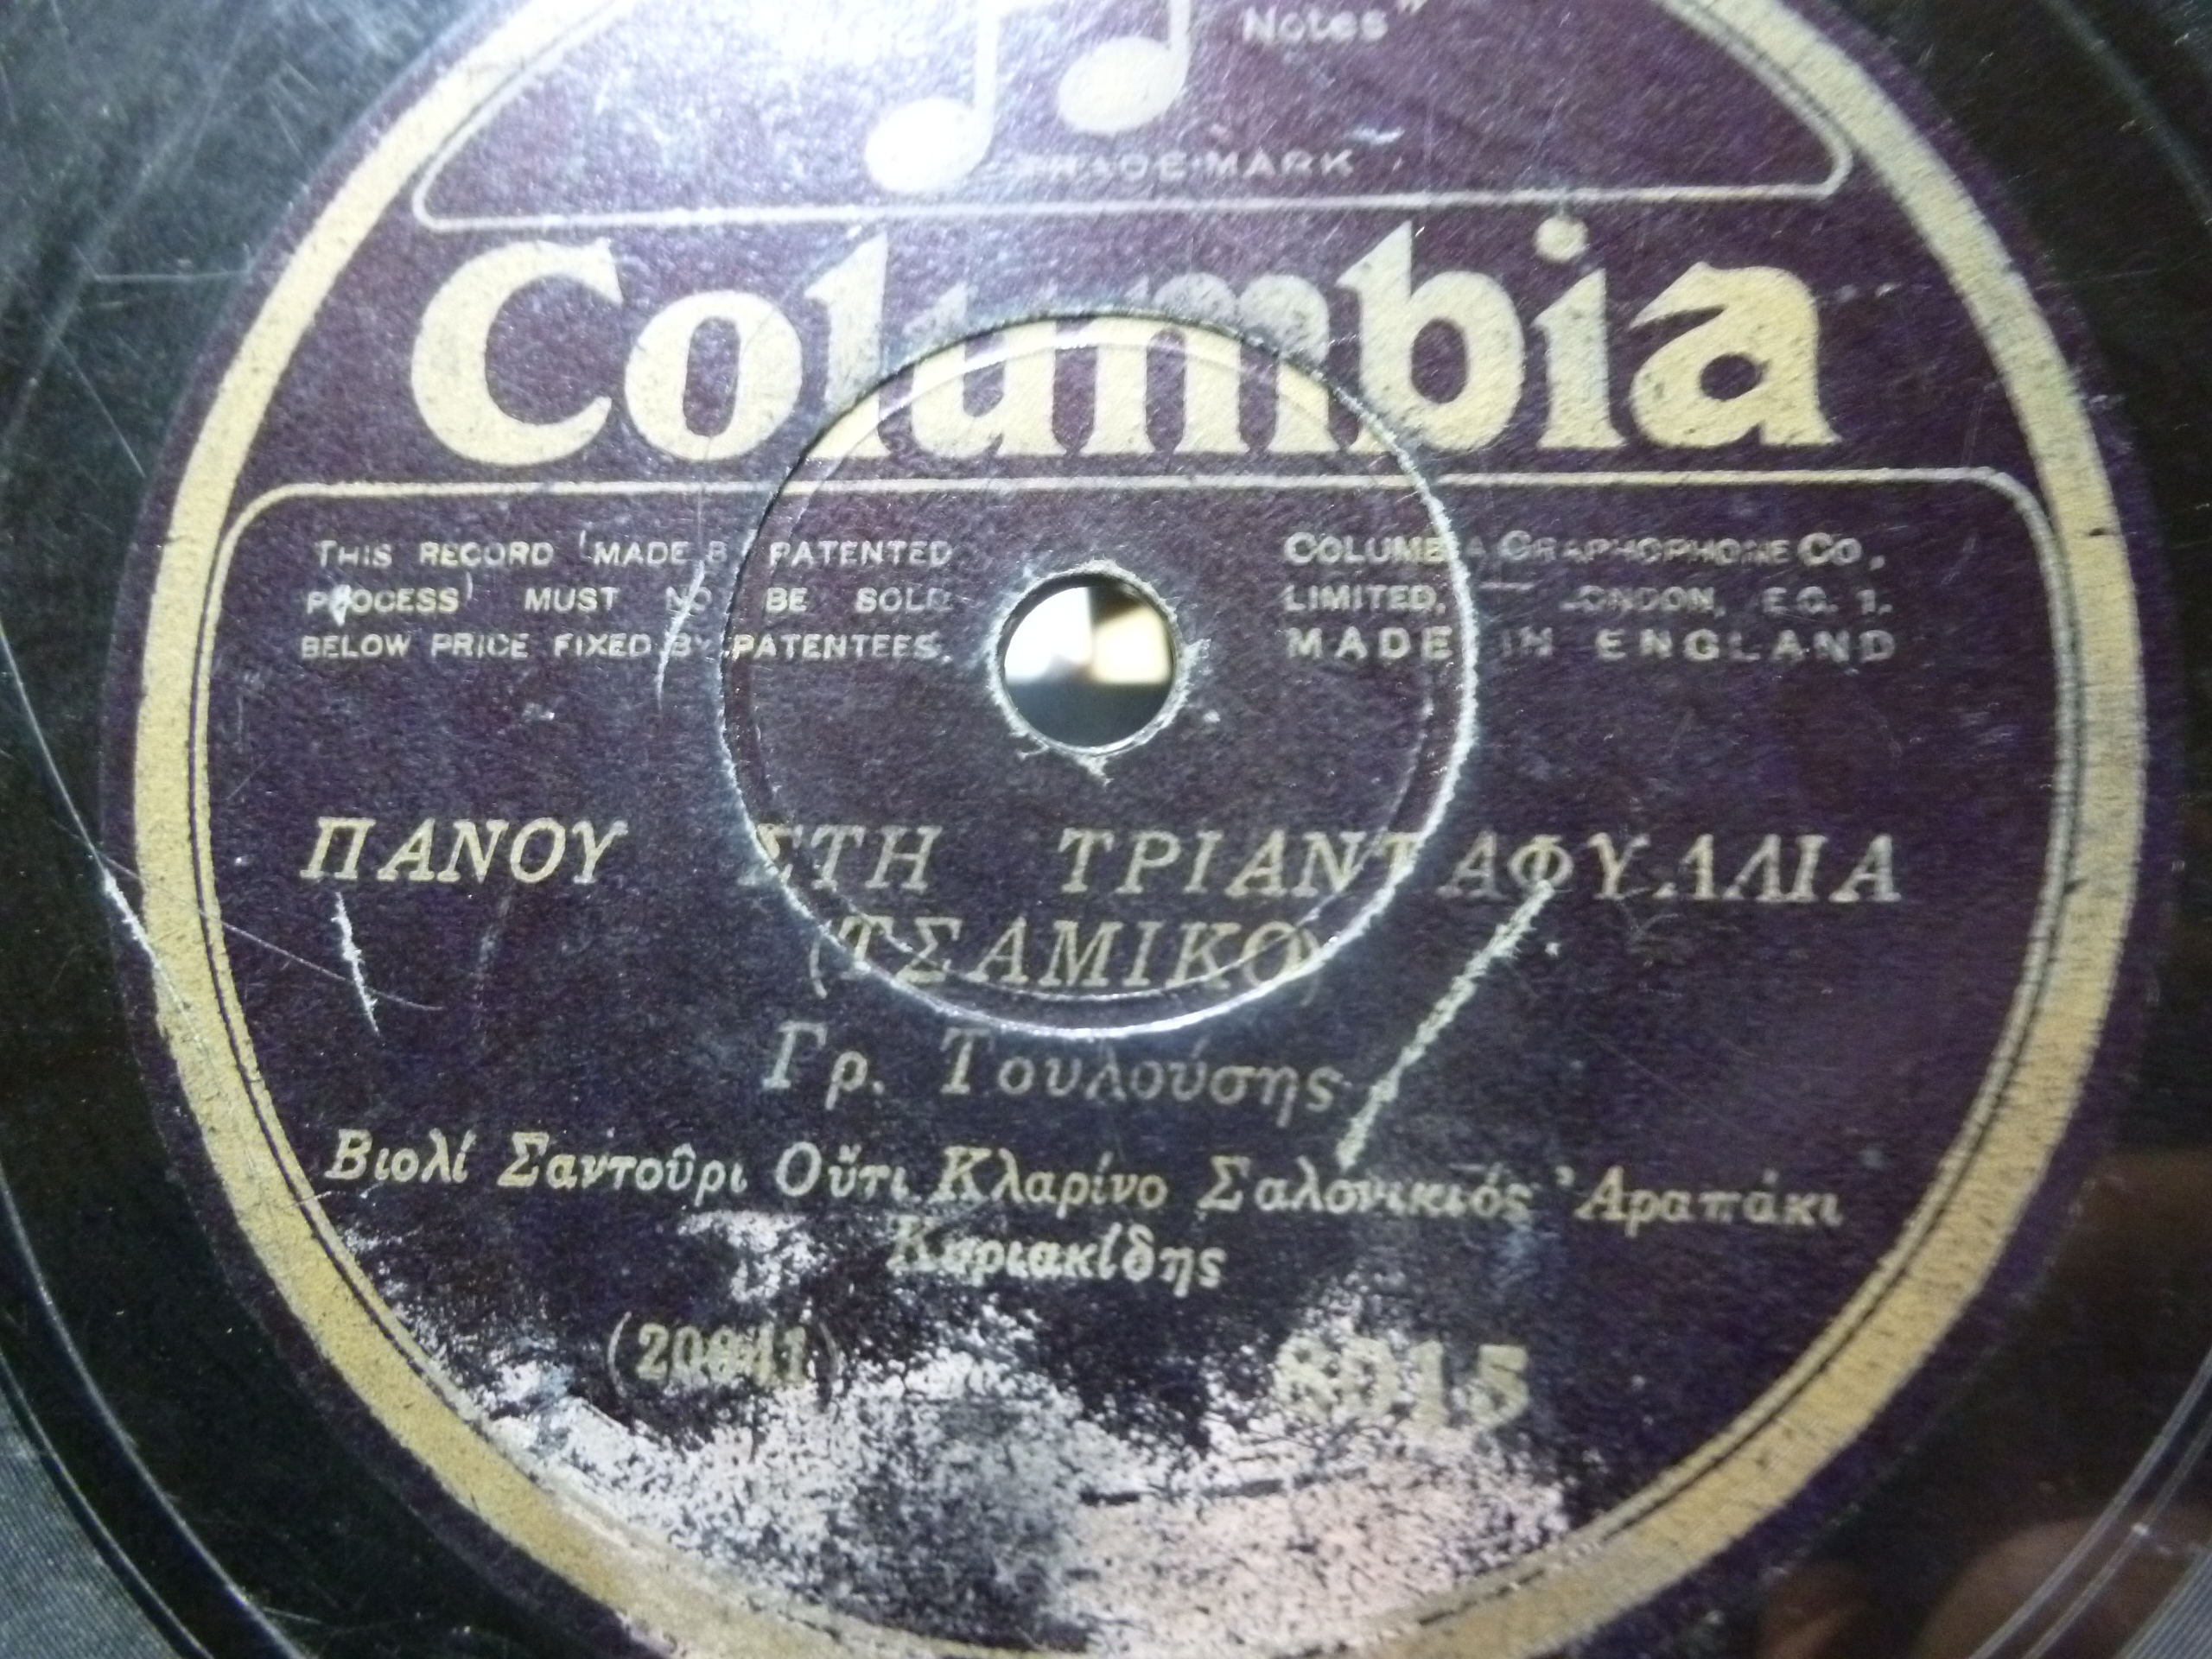 Notes"
TRADE MARK
Columbia
THIS RECORD (MADE BY PATENTED
PROCESS) MUST NOT BE SOLD
BELOW PRICE FIXED BY PATENTEES.
COLUMBIA GRAPHOPHONE CO.,
LIMITED, LONDON, E.C. 1.
MADE IN ENGLAND
ΠΑΝΟΥ ΣΤΗ ΤΡΙΑΝΤΑΦΥΛΛΙΑ
(ΤΣΑΜΙΚΟ)
Γρ. Τουλούσης
Βιολί Σαντοῦρι Οὔτι Κλαρίνο Σαλονικιός Ἀραπάκι
Κυριακίδης